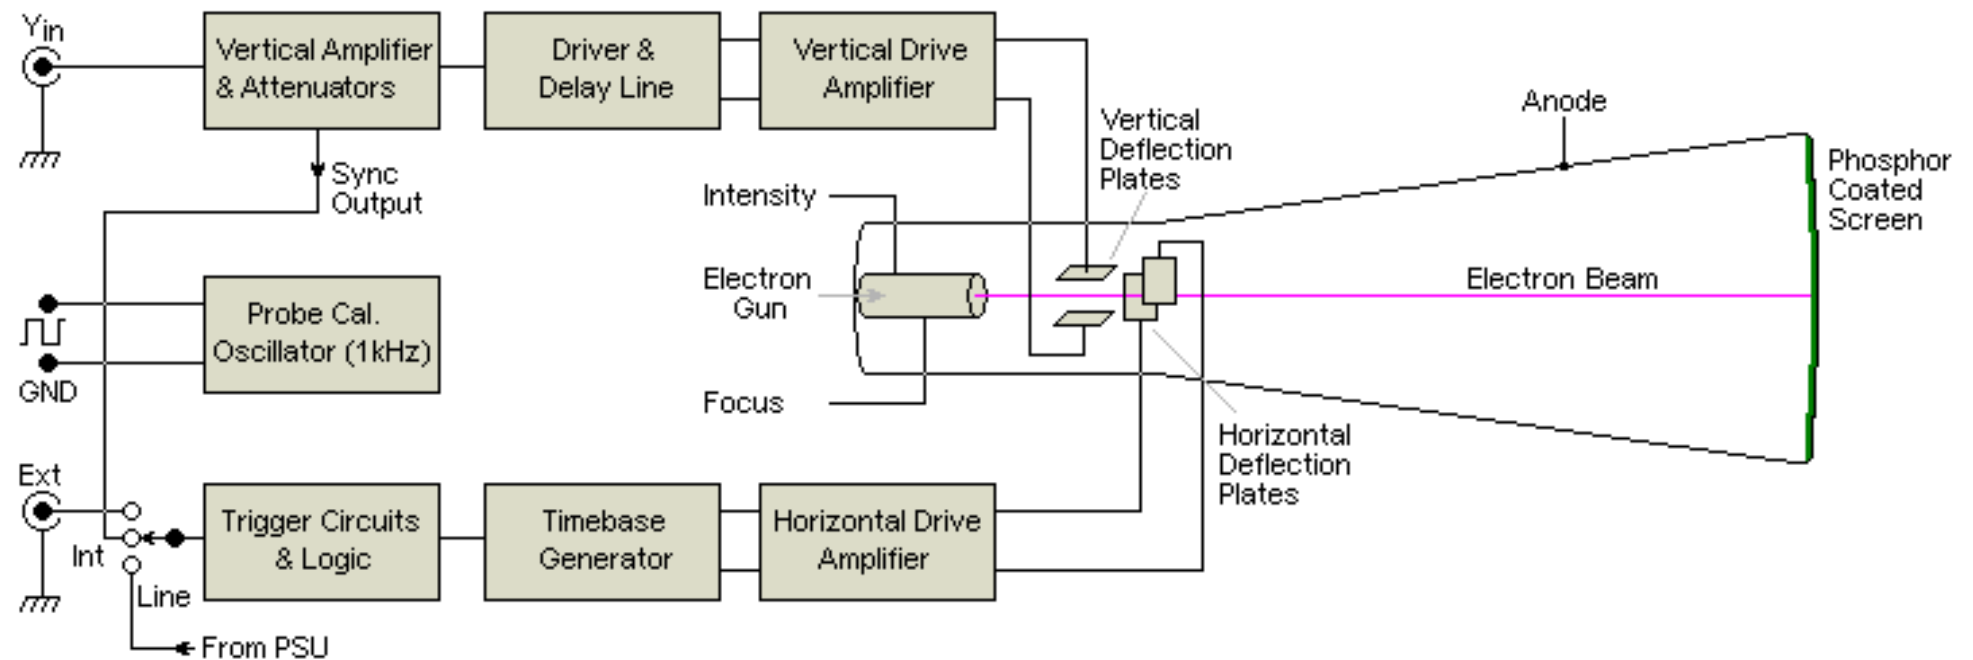 Yin
Vertical Amplifier
& Attenuators
Driver &
Delay Line
Vertical Drive
Amplifier
Sync
Output
Vertical
Deflection
Plates
Anode
Phosphor
Coated
Screen
Intensity
Electron
Gun
Electron Beam
Focus
Probe Cal.
Oscillator (1kHz)
GND
Horizontal
Deflection
Plates
Ext
Int
Line
Trigger Circuits
& Logic
Timebase
Generator
Horizontal Drive
Amplifier
From PSU